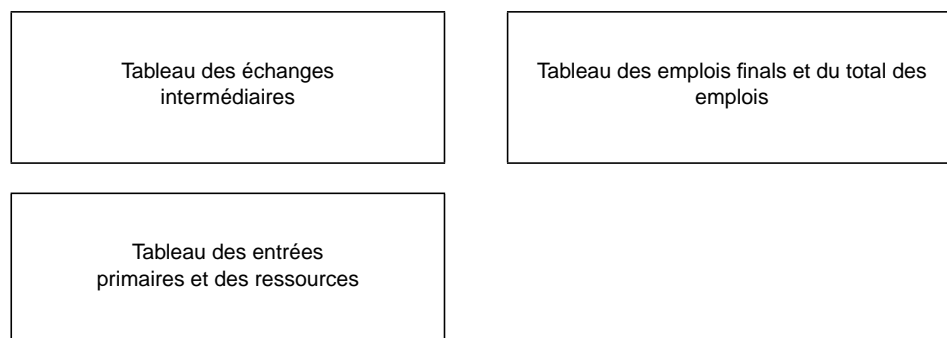 Tableau des échanges
intermédiaires
Tableau des emplois finals et du total des
emplois
Tableau des entrées
primaires et des ressources